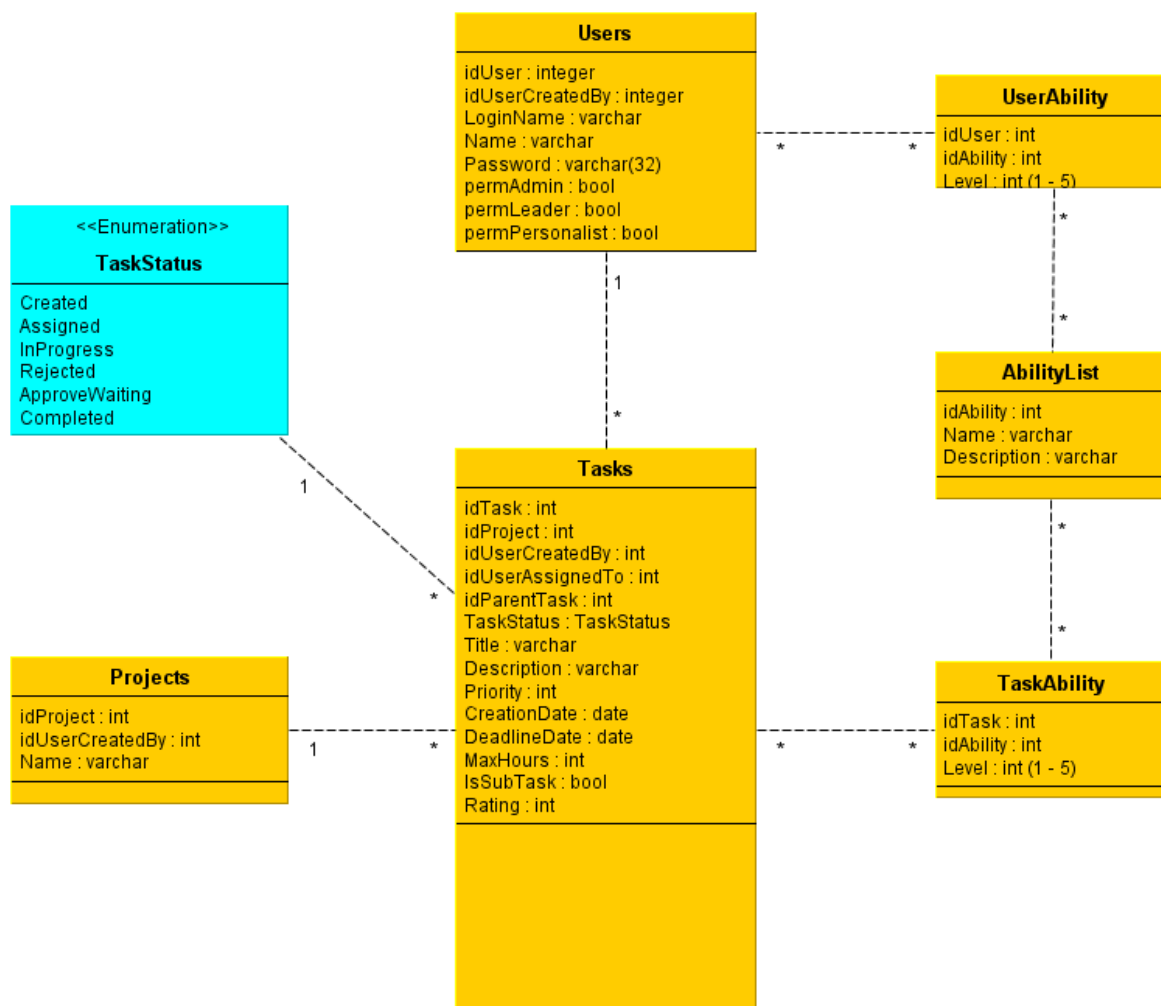 Users
idUser : integer
idUserCreatedBy : integer
LoginName : varchar
Name : varchar
Password : varchar(32)
permAdmin : bool
permLeader : bool
permPersonalist : bool
UserAbility
idUser : int
idAbility : int
Level : int (1 - 5)
* *
<<Enumeration>>
TaskStatus
Created
Assigned
InProgress
Rejected
ApproveWaiting
Completed
1
*
*
*
AbilityList
idAbility : int
Name : varchar
Description : varchar
1
*
Tasks
idTask : int
idProject : int
idUserCreatedBy : int
idUserAssignedTo : int
idParentTask : int
TaskStatus : TaskStatus
Title : varchar
Description : varchar
Priority : int
CreationDate : date
DeadlineDate : date
MaxHours : int
IsSubTask : bool
Rating : int
*
*
Projects
idProject : int
idUserCreatedBy : int
Name : varchar
1 *
TaskAbility
idTask : int
idAbility : int
Level : int (1 - 5)
* *